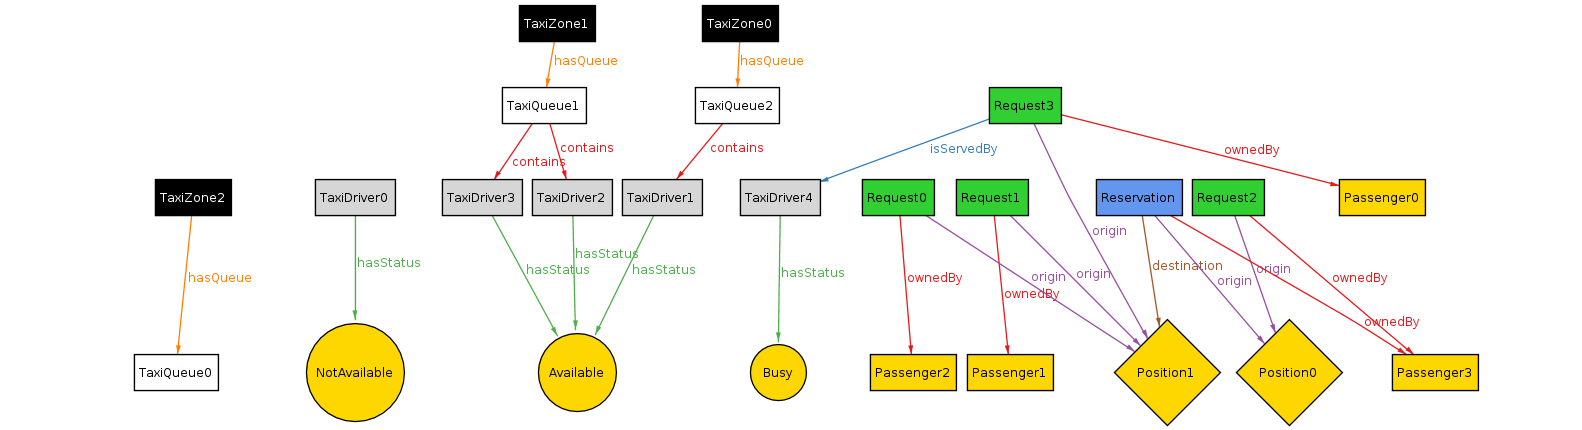 TaxiZone1
TaxiZone0
hasQueue
hasQueue
TaxiQueue1
TaxiQueue2
Request3
contains
contains
contains
isServedBy
ownedBy
TaxiZone2
TaxiDriver0
TaxiDriver3
TaxiDriver2
TaxiDriver1
TaxiDriver4
Request0
Request1
Reservation
Request2
Passenger0
origin
hasQueue
hasStatus
hasStatus
hasStatus
hasStatus
hasStatus
ownedBy
ownedBy
origin
origin
destination
origin
origin
ownedBy
ownedBy
TaxiQueue0
NotAvailable
Available
Busy
Passenger2
Passenger1
Position1
Position0
Passenger3